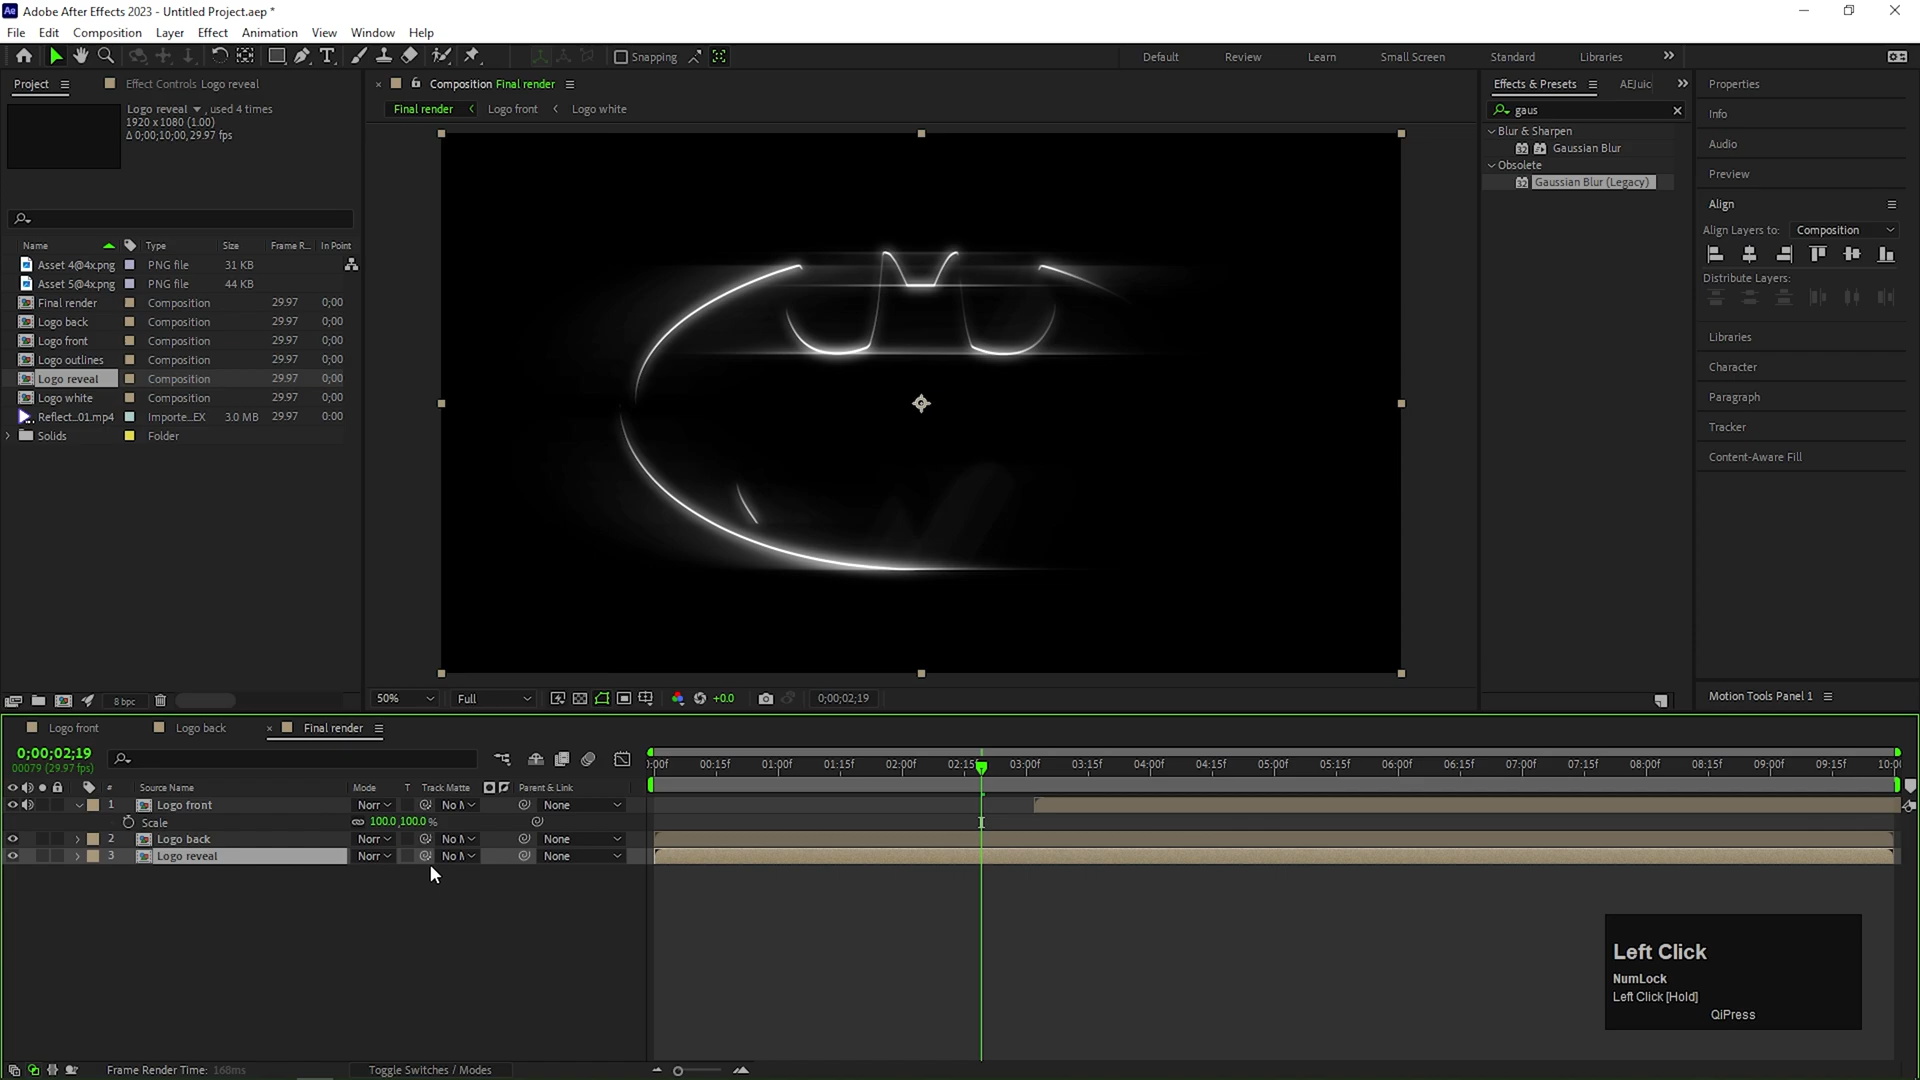 Adobe After Effects 2023 - Untitled Project.aep *
File Edit Composition Layer Effect Animation View Window Help
Snapping
Default Review Learn Small Screen Standard Libraries
Project
Effect Controls Logo reveal
Composition Final render
Effects & Presets
AEJuic
Properties
Logo reveal , used 4 times
1920 x 1080 (1.00)
Δ 0;00;10;00, 29.97 fps
Final render Logo front Logo white
gaus
Info
Blur & Sharpen
Gaussian Blur
Audio
Obsolete
Gaussian Blur (Legacy)
Preview
Align
Align Layers to: Composition
Distribute Layers:
Name Type Size Frame R... In Point
Asset 4@4x.png PNG file 31 KB
Asset 5@4x.png PNG file 44 KB
Final render Composition 29.97 0;00
Logo back Composition 29.97 0;00
Logo front Composition 29.97 0;00
Logo outlines Composition 29.97 0;00
Logo reveal Composition 29.97 0;00
Logo white Composition 29.97 0;00
Reflect_01.mp4 Importe...EX 3.0 MB 29.97 0:00
Solids Folder
Libraries
Character
Paragraph
Tracker
Content-Aware Fill
8 bpc
50% Full +0.0 0;00;02;19
Motion Tools Panel 1
Logo front Logo back Final render
0;00;02;19
00079 (29.97 fps)
:00f 00:15f 01:00f 01:15f 02:00f 02:15f 03:00f 03:15f 04:00f 04:15f 05:00f 05:15f 06:00f 06:15f 07:00f 07:15f 08:00f 08:15f 09:00f 09:15f 10:00
# Source Name Mode T Track Matte Parent & Link
1 Logo front Norr No M None
Scale 100.0,100.0 %
2 Logo back Norr No M None
3 Logo reveal Norr No M None
Left Click
NumLock
Left Click [Hold]
QiPress
Frame Render Time: 168ms Toggle Switches / Modes